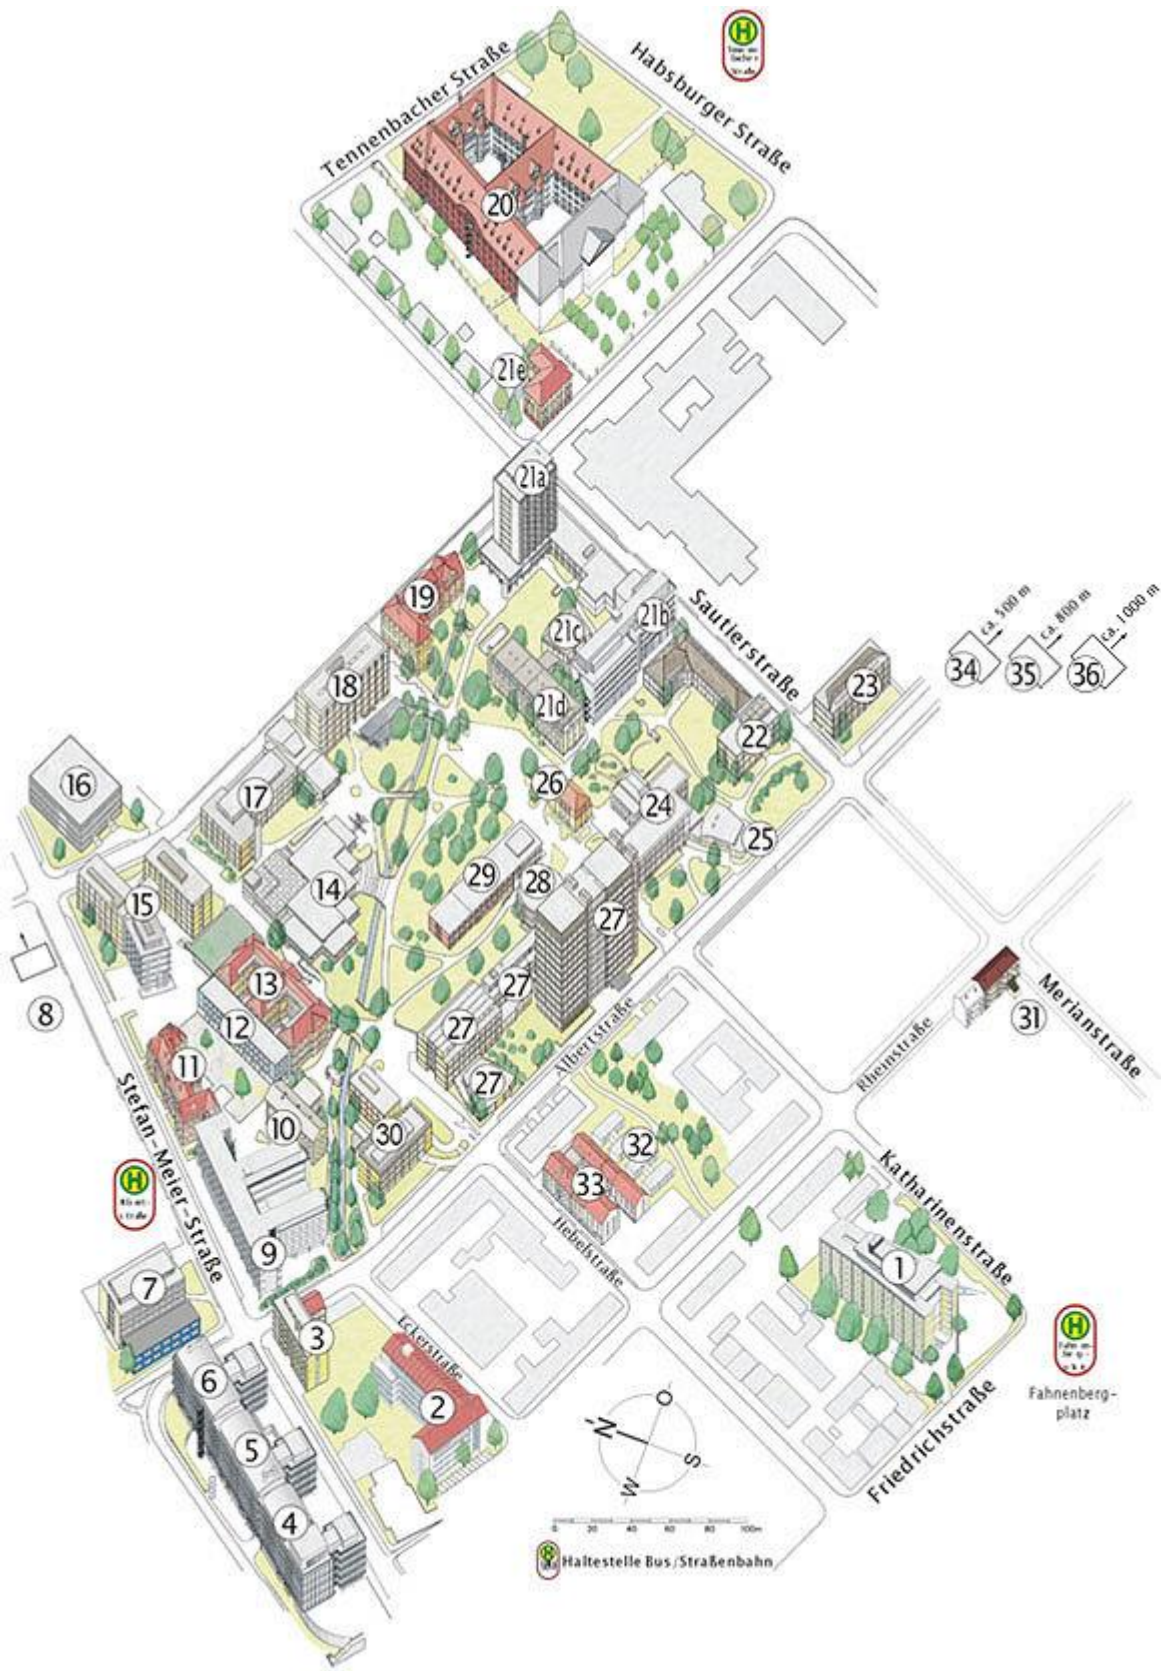 H
Habsburger Straße
Tennenbacher Straße
20
21e
21a
19
21c
21b
Sautierstraße
ca. 500 m
ca. 800 m
ca. 1000 m
34
35
36
18
21d
23
22
16
17
26
24
25
14
29
28
15
27
13
27
8
12
27
31
Merianstraße
Rheinstraße
11
27
Albertstraße
10
30
32
33
Stefan-Meier-Straße
H
Hebelstraße
Katharinenstraße
9
1
7
3
Eckerstraße
H
Fahnenberg-
platz
6
2
5
4
N
O
S
W
Friedrichstraße
0 20 40 60 80 100m
H
Haltestelle Bus/Straßenbahn